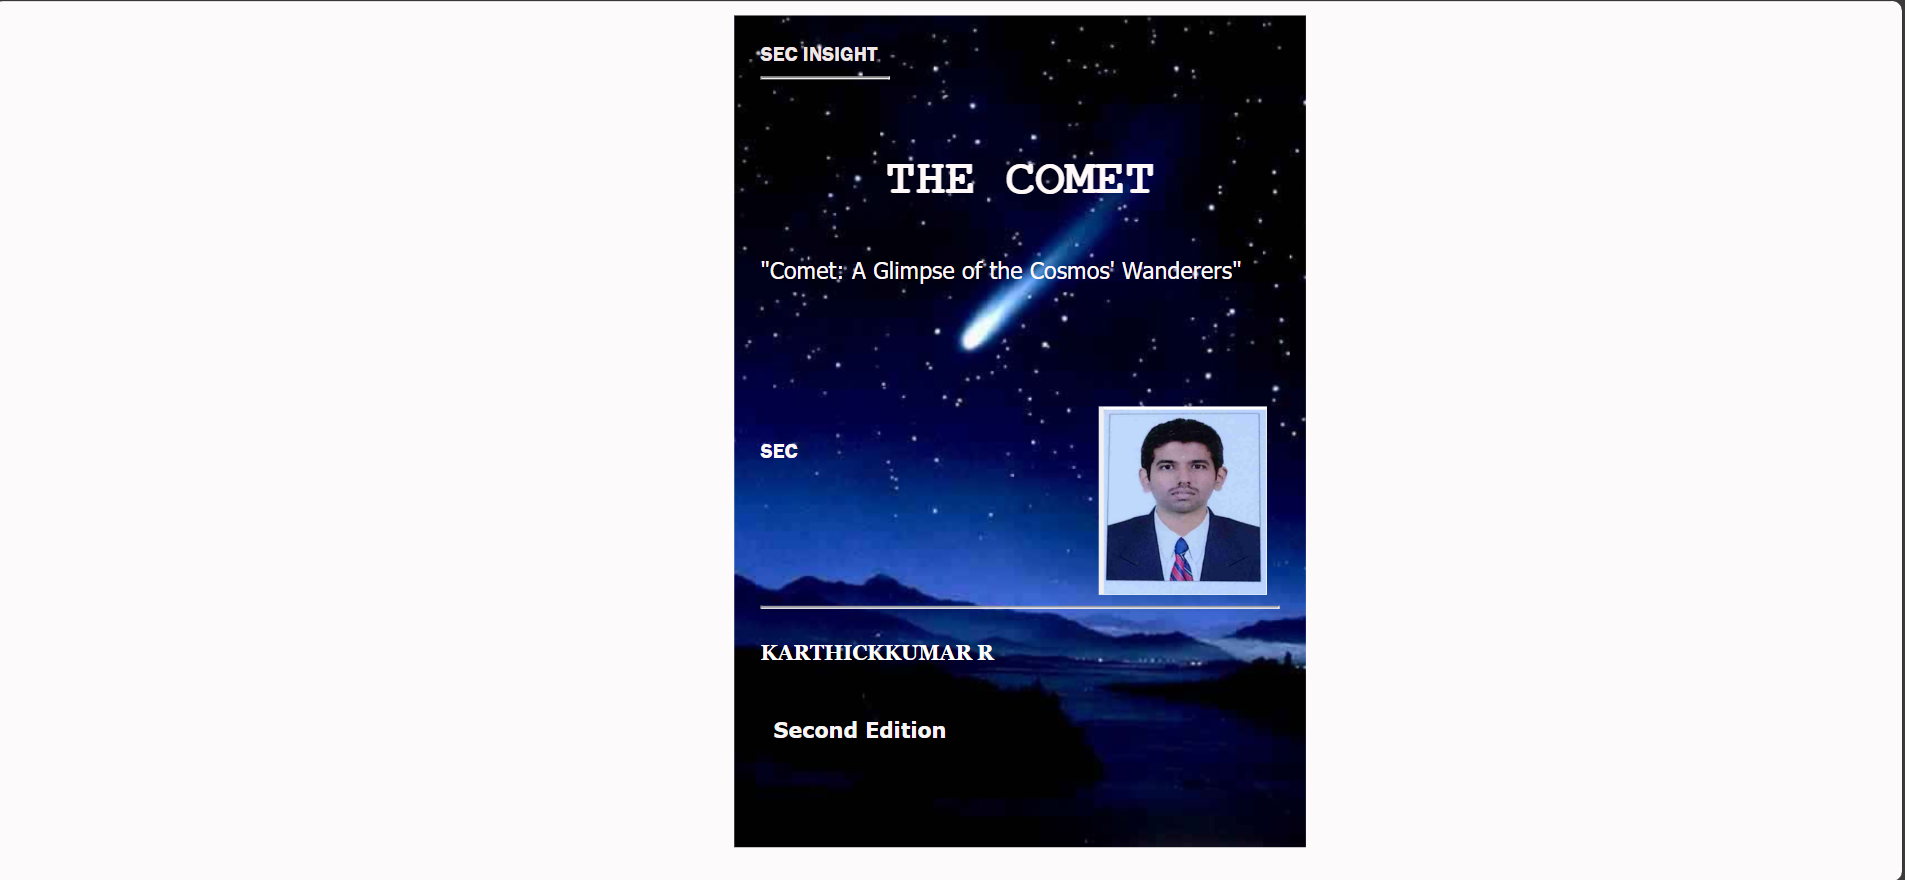 SEC INSIGHT
THE COMET
"Comet: A Glimpse of the Cosmos' Wanderers"
SEC
KARTHICKKUMAR R
Second Edition